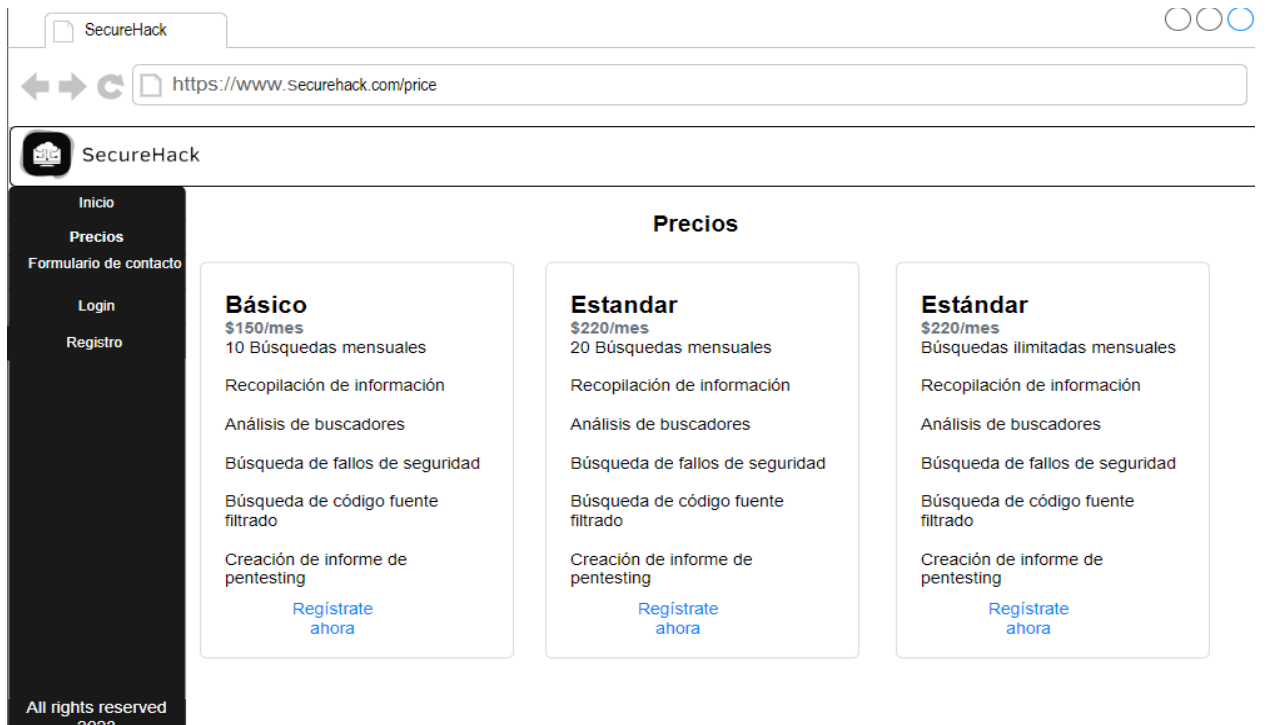 SecureHack
https://www.securehack.com/price
SecureHack
Inicio
Precios
Formulario de contacto
Login
Registro
All rights reserved
Precios
Básico
$150/mes
10 Búsquedas mensuales
Recopilación de información
Análisis de buscadores
Búsqueda de fallos de seguridad
Búsqueda de código fuente
filtrado
Creación de informe de
pentesting
Regístrate
ahora
Estandar
$220/mes
20 Búsquedas mensuales
Recopilación de información
Análisis de buscadores
Búsqueda de fallos de seguridad
Búsqueda de código fuente
filtrado
Creación de informe de
pentesting
Regístrate
ahora
Estándar
$220/mes
Búsquedas ilimitadas mensuales
Recopilación de información
Análisis de buscadores
Búsqueda de fallos de seguridad
Búsqueda de código fuente
filtrado
Creación de informe de
pentesting
Regístrate
ahora